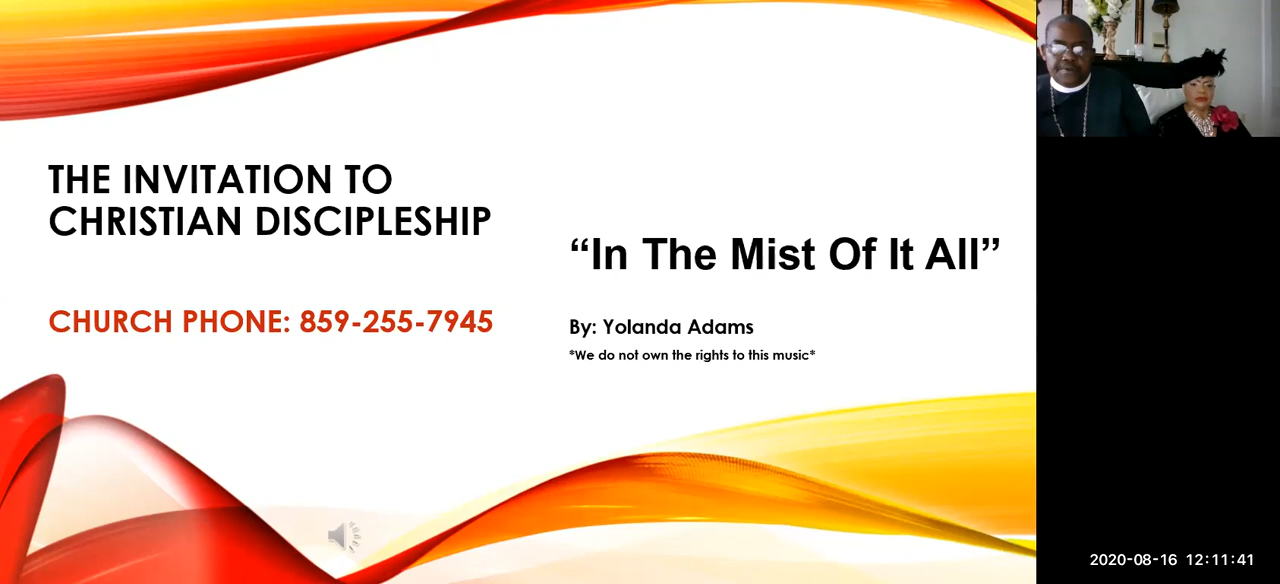 THE INVITATION TO
CHRISTIAN DISCIPLESHIP
CHURCH PHONE: 859-255-7945
“In The Mist Of It All”
By: Yolanda Adams
*We do not own the rights to this music*
2020-08-16 12:11:41